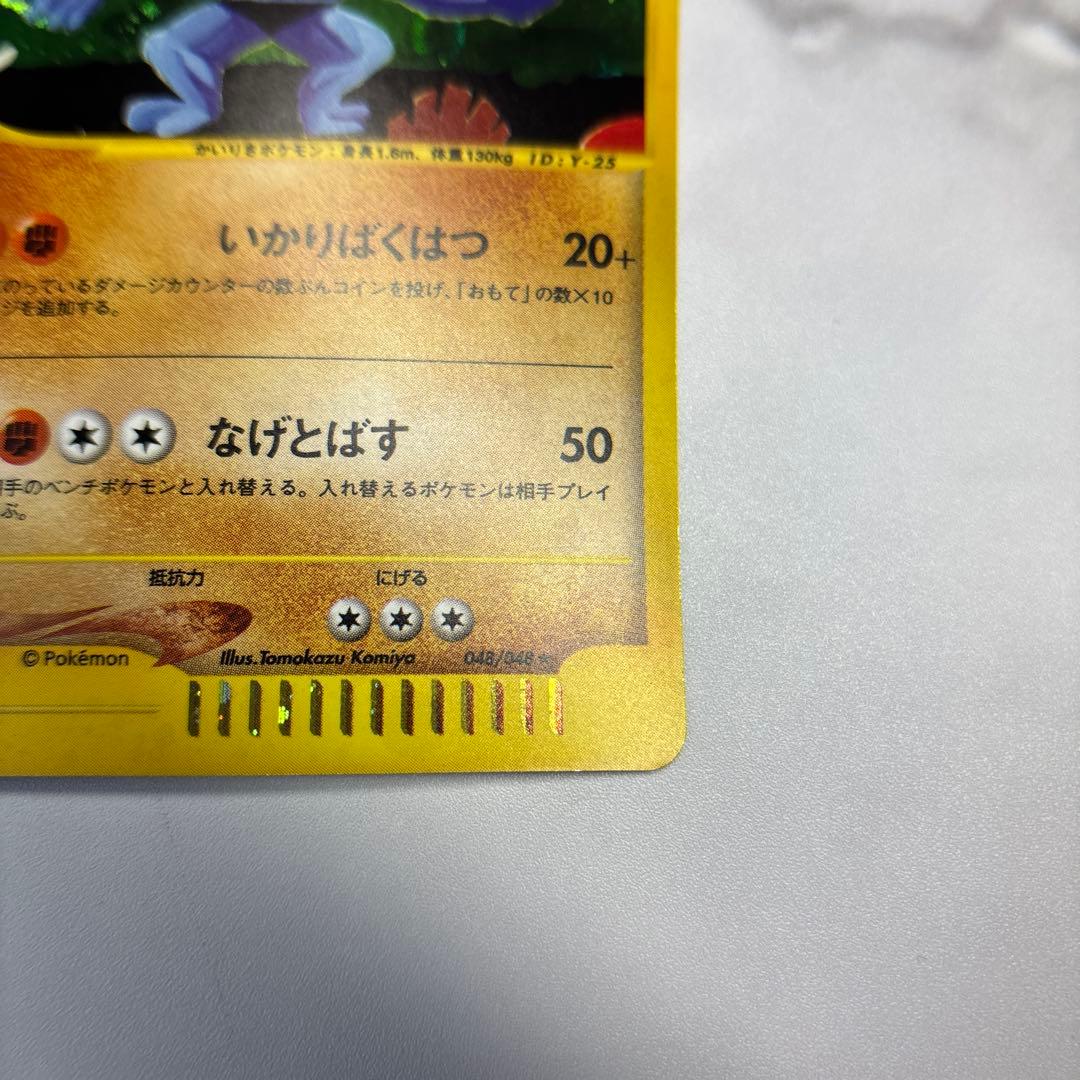 かいりきポケモン：身長1.6m、体重130kg ID：Y-25
いかりばくはつ 20+
のっているダメージカウンターの数ぶんコインを投げ、「おもて」の数×10
ジを追加する。
なげとばす 50
手のベンチポケモンと入れ替える。入れ替えるポケモンは相手プレイ
ぶ。
抵抗力 にげる
©Pokémon Illus.Tomokazu Komiya 048/048★